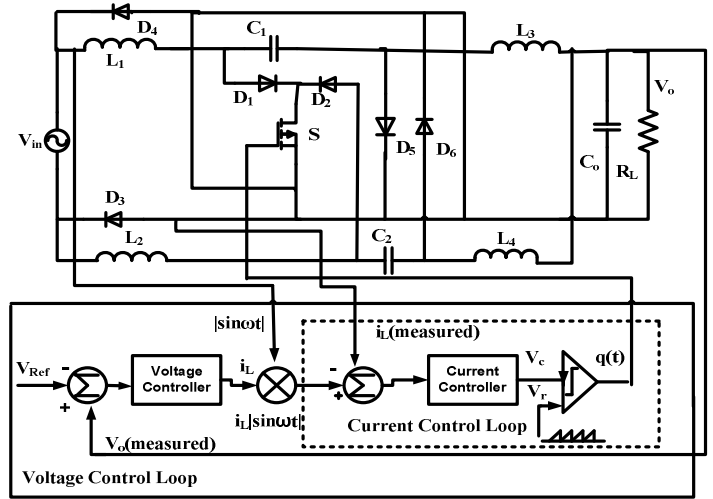 D4
C1
L3
L1
D1
D2
Vo
Vin
S
D5
D6
Co
RL
D3
L2
C2
L4
|sinωt|
iL(measured)
VRef
-
+
Σ
Voltage
Controller
iL
iL|sinωt|
-
+
Σ
Current
Controller
Vc
Vr
q(t)
Current Control Loop
Vo(measured)
Voltage Control Loop